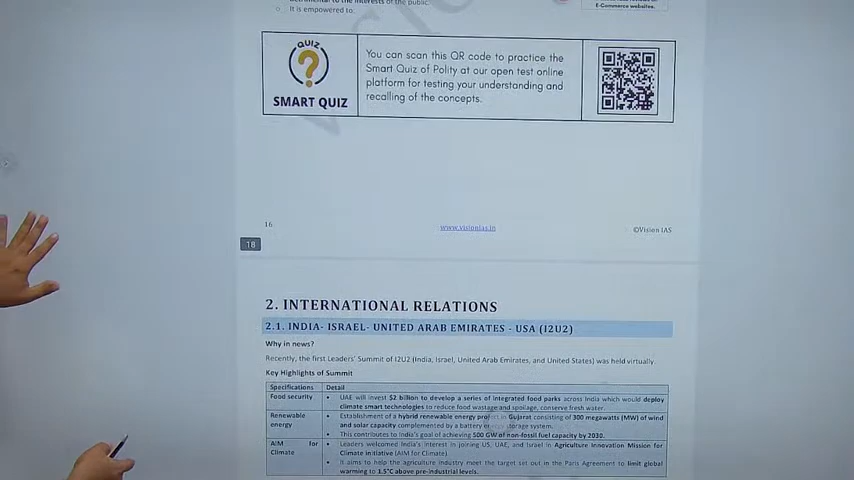 detrimental to the interests of the public.
It is empowered to.
E-Commerce websites.
QUIZ
SMART QUIZ
You can scan this QR code to practice the
Smart Quiz of Polity at our open test online
platform for testing your understanding and
recalling of the concepts.
16
www.visionias.in
©Vision IAS
18
2. INTERNATIONAL RELATIONS
2.1. INDIA- ISRAEL- UNITED ARAB EMIRATES - USA (I2U2)
Why in news?
Recently, the first Leaders' Summit of I2U2 (India, Israel, United Arab Emirates, and United States) was held virtually.
Key Highlights of Summit
Specifications Detail
Food security • UAE will invest $2 billion to develop a series of integrated food parks across India which would deploy
climate smart technologies to reduce food wastage and spoilage, conserve fresh water.
Renewable • Establishment of a hybrid renewable energy project in Gujarat consisting of 300 megawatts (MW) of wind
energy and solar capacity complemented by a battery energy storage system.
• This contributes to India's goal of achieving 500 GW of non-fossil fuel capacity by 2030.
AIM for • Leaders welcomed India's interest in joining US, UAE, and Israel in Agriculture Innovation Mission for
Climate Climate initiative (AIM for Climate)
• It aims to help the agriculture industry meet the target set out in the Paris Agreement to limit global
warming to 1.5°C above pre-industrial levels.